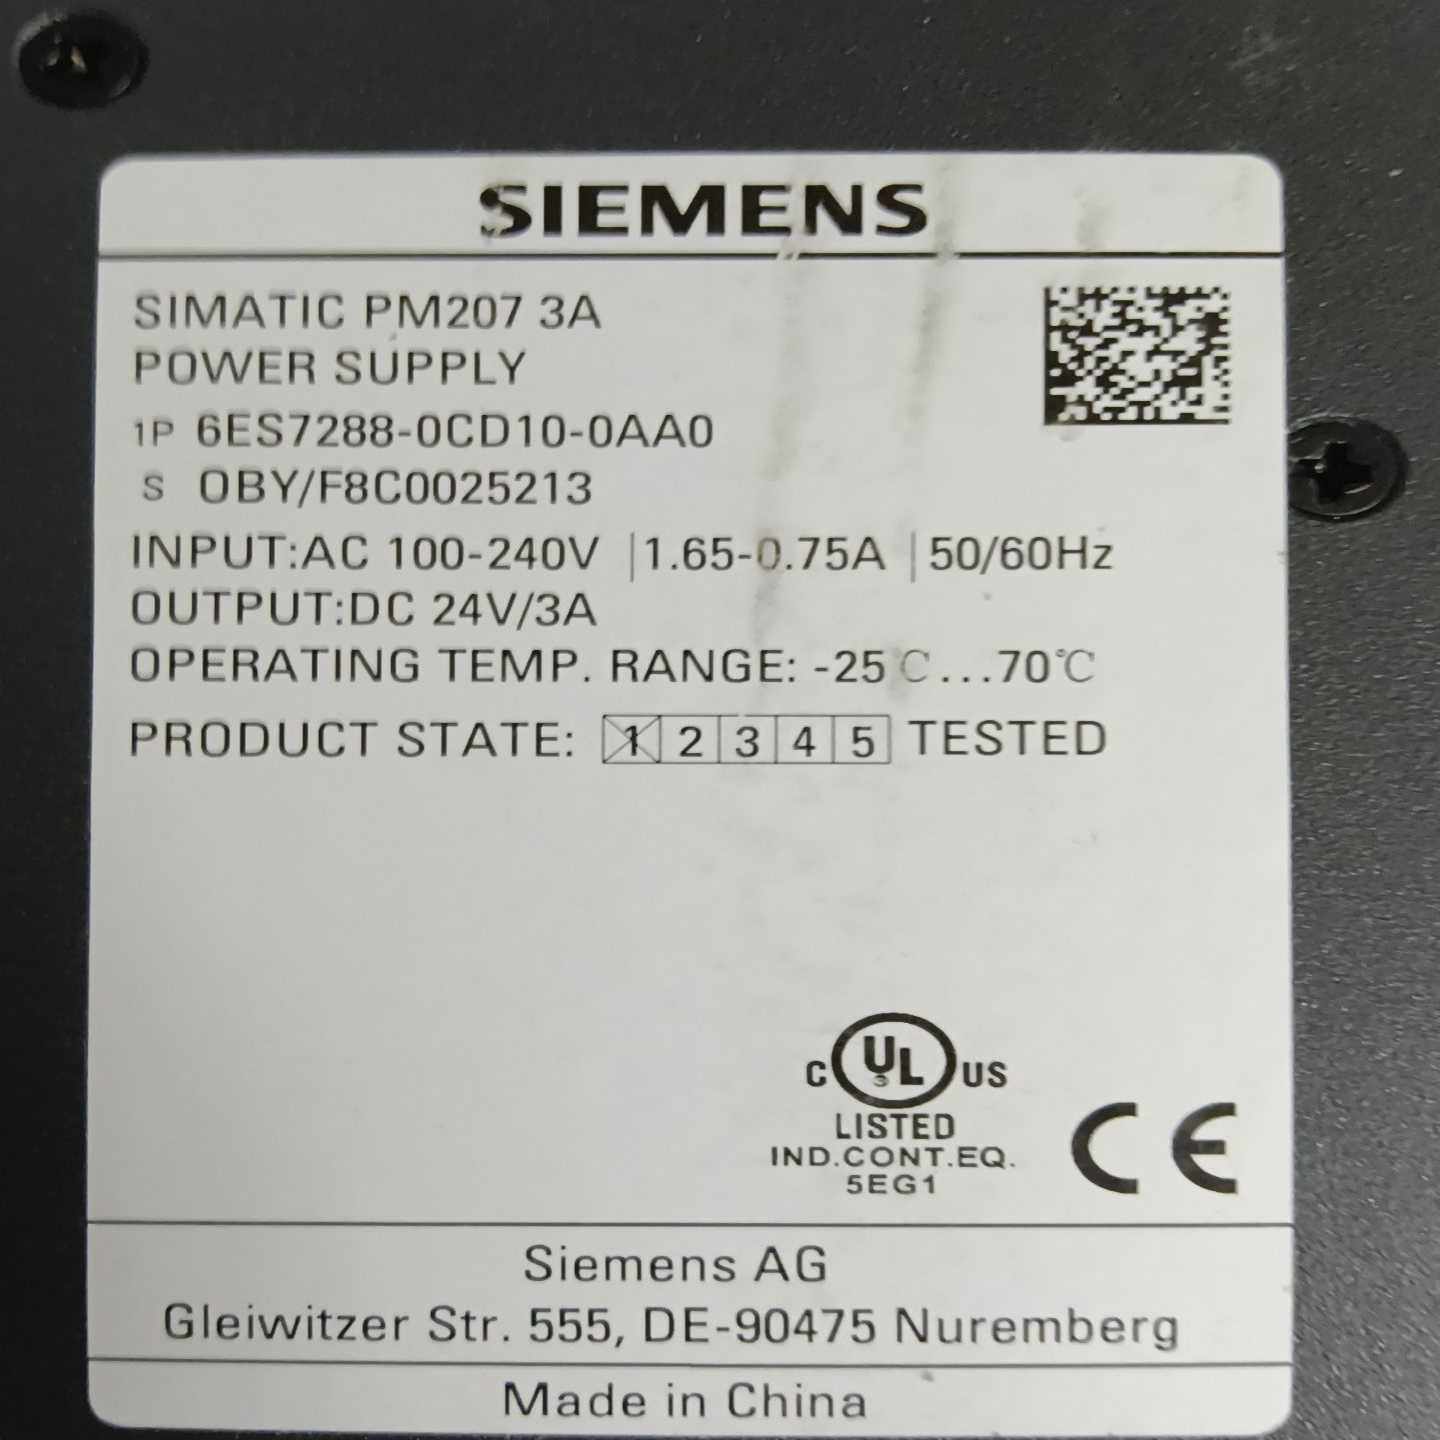 SIEMENS
SIMATIC PM207 3A
POWER SUPPLY
1P 6ES7288-0CD10-0AA0
S OBY/F8C0025213
INPUT:AC 100-240V |1.65-0.75A |50/60Hz
OUTPUT:DC 24V/3A
OPERATING TEMP. RANGE: -25℃...70℃
PRODUCT STATE: 1 2 3 4 5 TESTED
C UL US
LISTED
IND.CONT.EQ.
5EG1
CE
Siemens AG
Gleiwitzer Str. 555, DE-90475 Nuremberg
Made in China